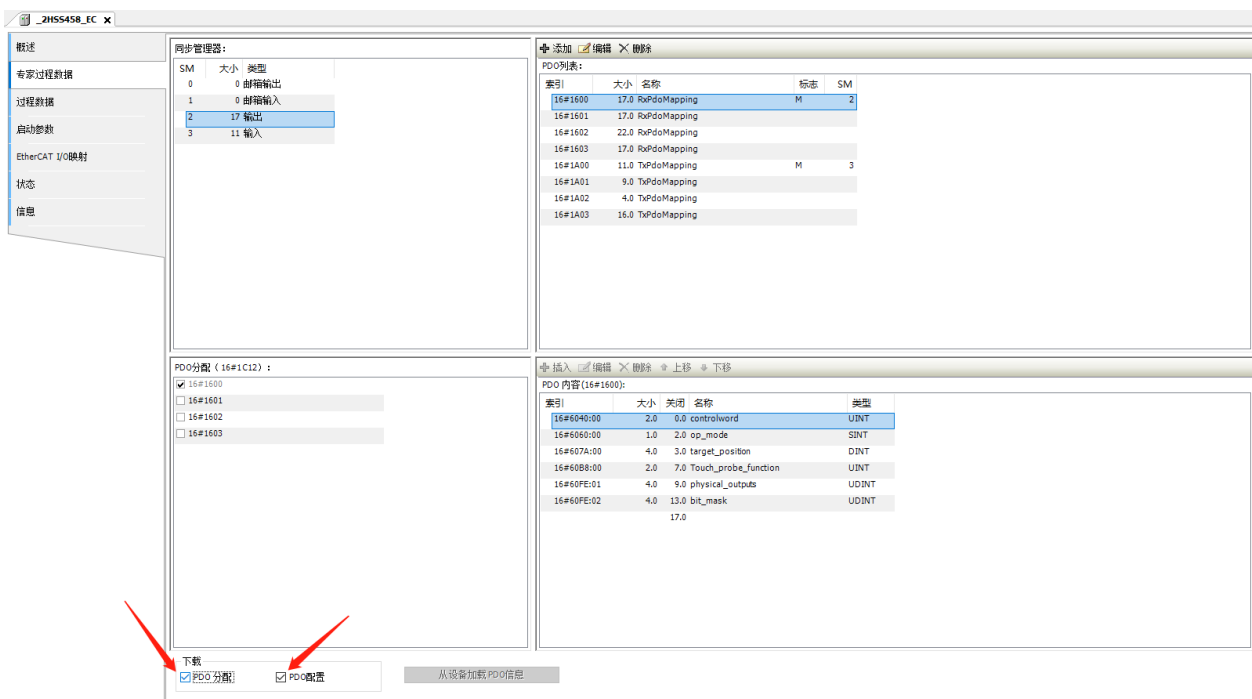 _2HSS458_EC x
概述
专家过程数据
过程数据
启动参数
EtherCAT I/O映射
状态
信息
同步管理器:
SM 大小 类型
0 0 邮箱输出
1 0 邮箱输入
2 17 输出
3 11 输入
添加 编辑 删除
PDO列表:
索引 大小 名称 标志 SM
16#1600 17.0 RxPdoMapping M 2
16#1601 17.0 RxPdoMapping
16#1602 22.0 RxPdoMapping
16#1603 17.0 RxPdoMapping
16#1A00 11.0 TxPdoMapping M 3
16#1A01 9.0 TxPdoMapping
16#1A02 4.0 TxPdoMapping
16#1A03 16.0 TxPdoMapping
PDO分配 ( 16#1C12) :
16#1600
16#1601
16#1602
16#1603
插入 编辑 删除 上移 下移
PDO 内容(16#1600):
索引 大小 关闭 名称 类型
16#6040:00 2.0 0.0 controlword UINT
16#6060:00 1.0 2.0 op_mode SINT
16#607A:00 4.0 3.0 target_position DINT
16#60B8:00 2.0 7.0 Touch_probe_function UINT
16#60FE:01 4.0 9.0 physical_outputs UDINT
16#60FE:02 4.0 13.0 bit_mask UDINT
17.0
下载
PDO 分配 PDO配置
从设备加载 PDO信息